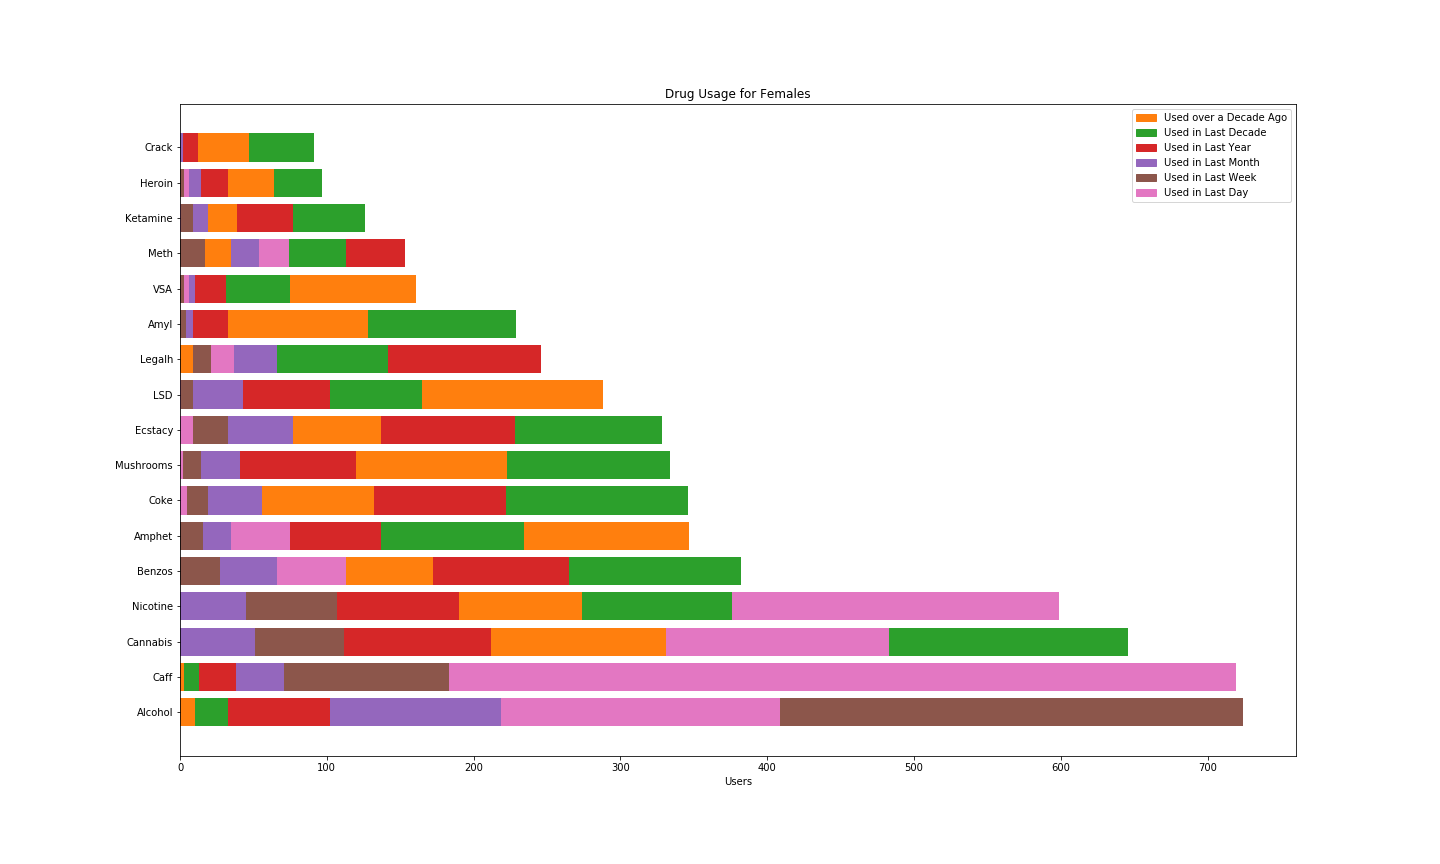 Drug Usage for Females
Used over a Decade Ago
Used in Last Decade
Used in Last Year
Used in Last Month
Used in Last Week
Used in Last Day
Crack
Heroin
Ketamine
Meth
VSA
Amyl
Legalh
LSD
Ecstacy
Mushrooms
Coke
Amphet
Benzos
Nicotine
Cannabis
Caff
Alcohol
0 100 200 300 400 500 600 700
Users